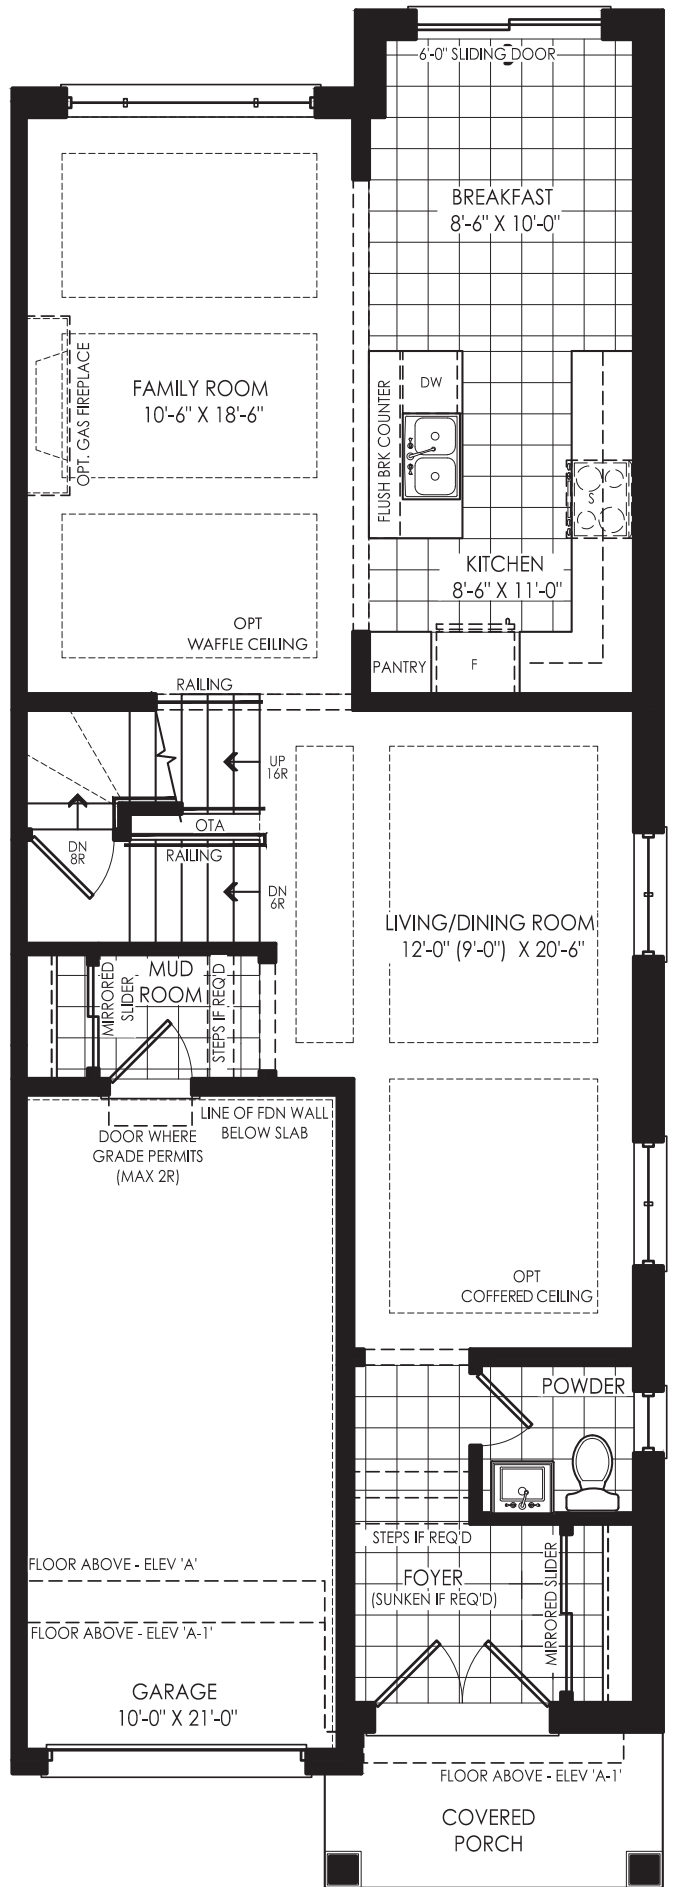 6'-0" SLIDING DOOR
BREAKFAST
8'-6" X 10'-0"
FAMILY ROOM
10'-6" X 18'-6"
OPT. GAS FIREPLACE
FLUSH BRK COUNTER
DW
S
KITCHEN
8'-6" X 11'-0"
OPT
WAFFLE CEILING
PANTRY
F
RAILING
UP
16R
OTA
RAILING
DN
8R
DN
6R
LIVING/DINING ROOM
12'-0" (9'-0") X 20'-6"
MUD
ROOM
MIRRORED
SLIDER
STEPS IF REQ'D
LINE OF FDN WALL
BELOW SLAB
DOOR WHERE
GRADE PERMITS
(MAX 2R)
OPT
COFFERED CEILING
POWDER
STEPS IF REQ'D
FOYER
(SUNKEN IF REQ'D)
MIRRORED SLIDER
FLOOR ABOVE - ELEV 'A'
FLOOR ABOVE - ELEV 'A-1'
GARAGE
10'-0" X 21'-0"
FLOOR ABOVE - ELEV 'A-1'
COVERED
PORCH